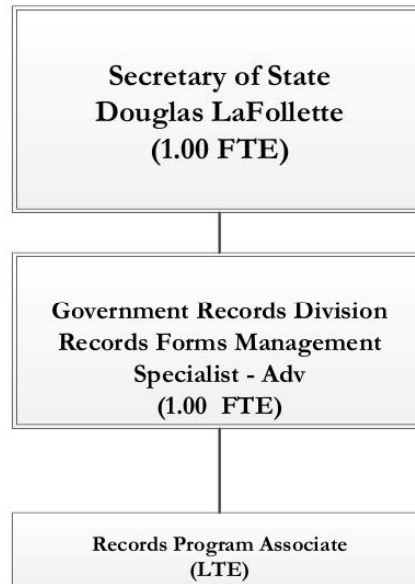 Secretary of State
Douglas LaFollette
(1.00 FTE)
Government Records Division
Records Forms Management
Specialist - Adv
(1.00 FTE)
Records Program Associate
(LTE)